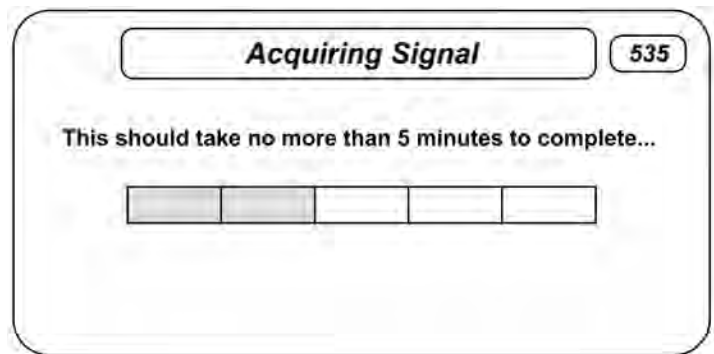 Acquiring Signal
535
This should take no more than 5 minutes to complete...